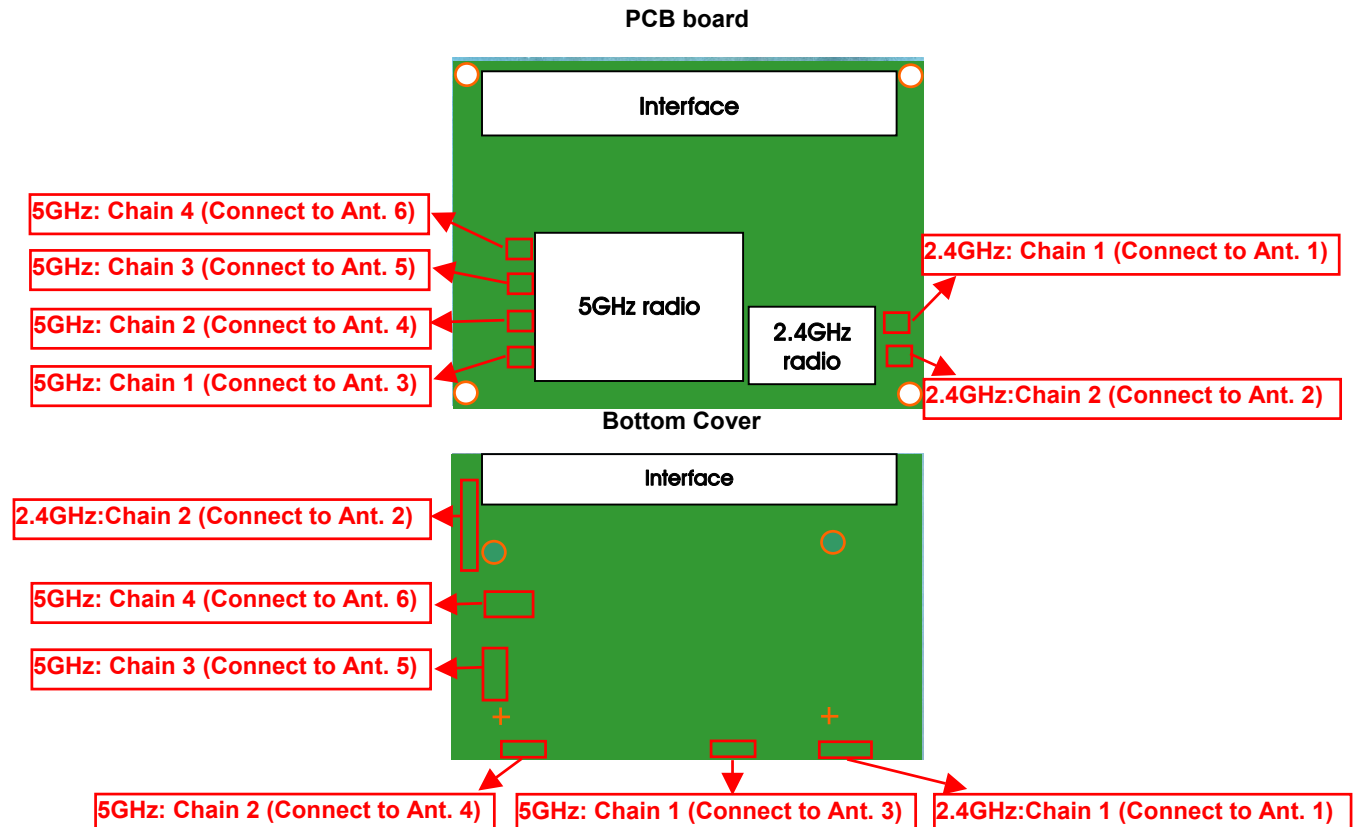 PCB board
Interface
5GHz: Chain 4 (Connect to Ant. 6)
5GHz: Chain 3 (Connect to Ant. 5)
5GHz: Chain 2 (Connect to Ant. 4)
5GHz: Chain 1 (Connect to Ant. 3)
5GHz radio
2.4GHz
radio
2.4GHz: Chain 1 (Connect to Ant. 1)
2.4GHz:Chain 2 (Connect to Ant. 2)
Bottom Cover
Interface
2.4GHz:Chain 2 (Connect to Ant. 2)
5GHz: Chain 4 (Connect to Ant. 6)
5GHz: Chain 3 (Connect to Ant. 5)
5GHz: Chain 2 (Connect to Ant. 4)
5GHz: Chain 1 (Connect to Ant. 3)
2.4GHz:Chain 1 (Connect to Ant. 1)